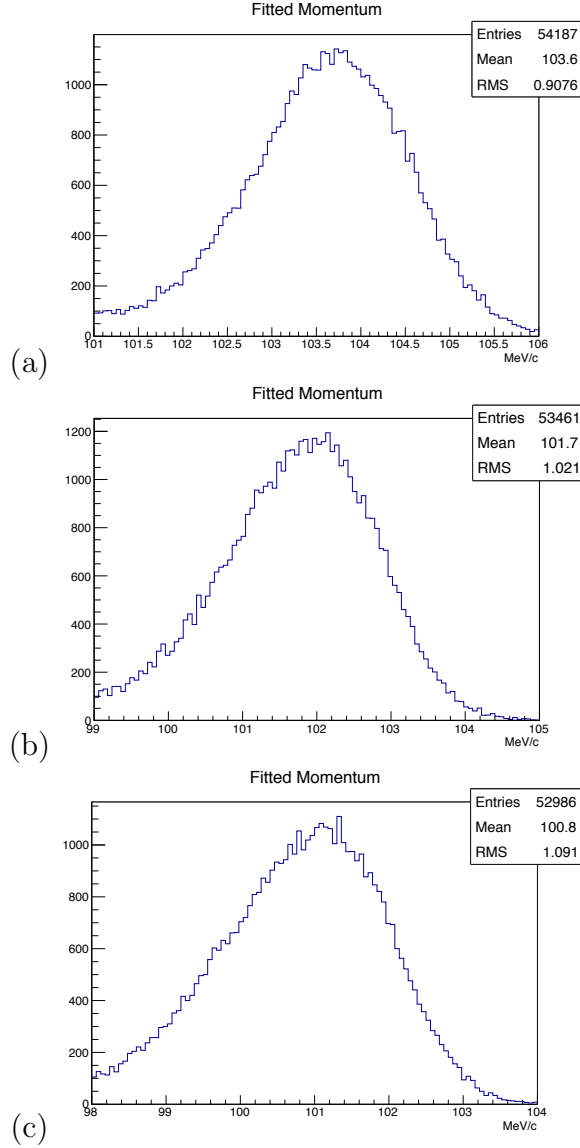 Fitted Momentum
Entries 54187
Mean 103.6
RMS 0.9076
1000
800
600
400
200
0
101 101.5 102 102.5 103 103.5 104 104.5 105 105.5 106
MeV/c
(a)
Fitted Momentum
Entries 53461
Mean 101.7
RMS 1.021
1200
1000
800
600
400
200
0
99 100 101 102 103 104 105
MeV/c
(b)
Fitted Momentum
Entries 52986
Mean 100.8
RMS 1.091
1000
800
600
400
200
0
98 99 100 101 102 103 104
MeV/c
(c)